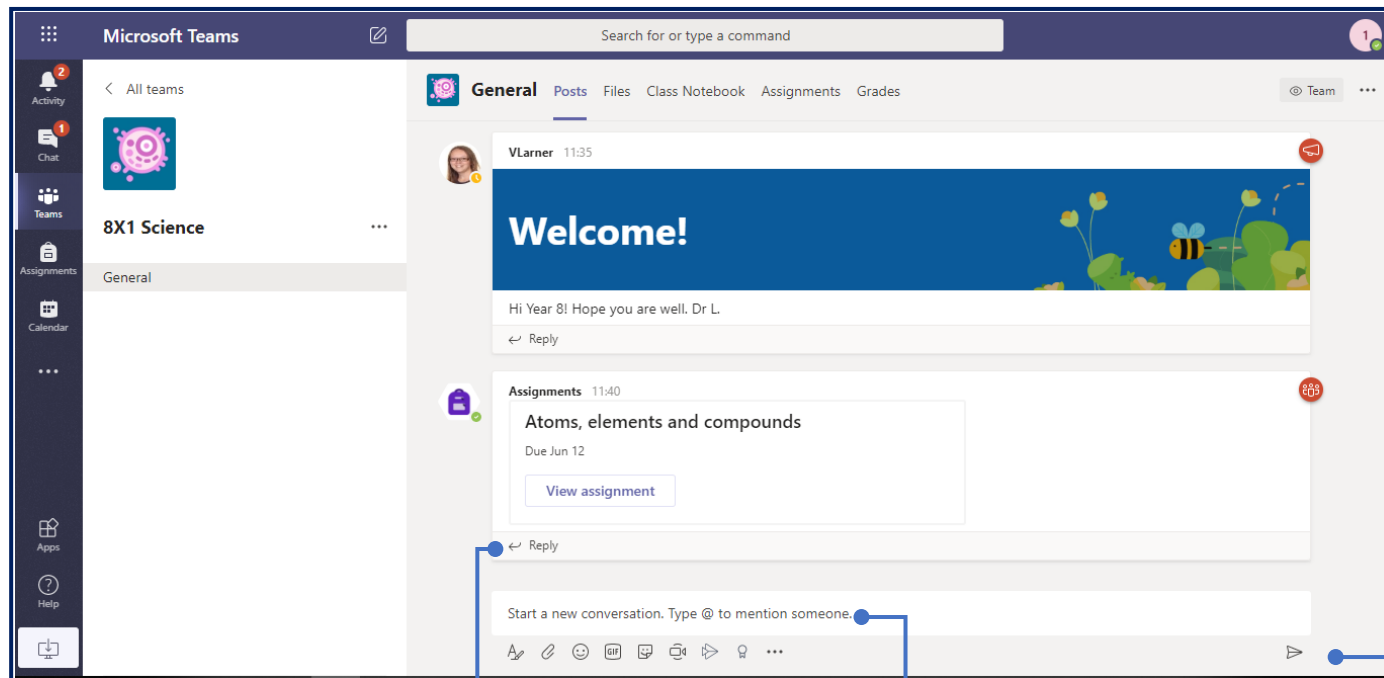 Microsoft Teams
Search for or type a command
1
2
Activity
1
Chat
Teams
Assignments
Calendar
Apps
Help
All teams
8X1 Science
General
General Posts Files Class Notebook Assignments Grades
Team
VLarner 11:35
Welcome!
Hi Year 8! Hope you are well. Dr L.
Reply
Assignments 11:40
Atoms, elements and compounds
Due Jun 12
View assignment
Reply
Start a new conversation. Type @ to mention someone.
GIF